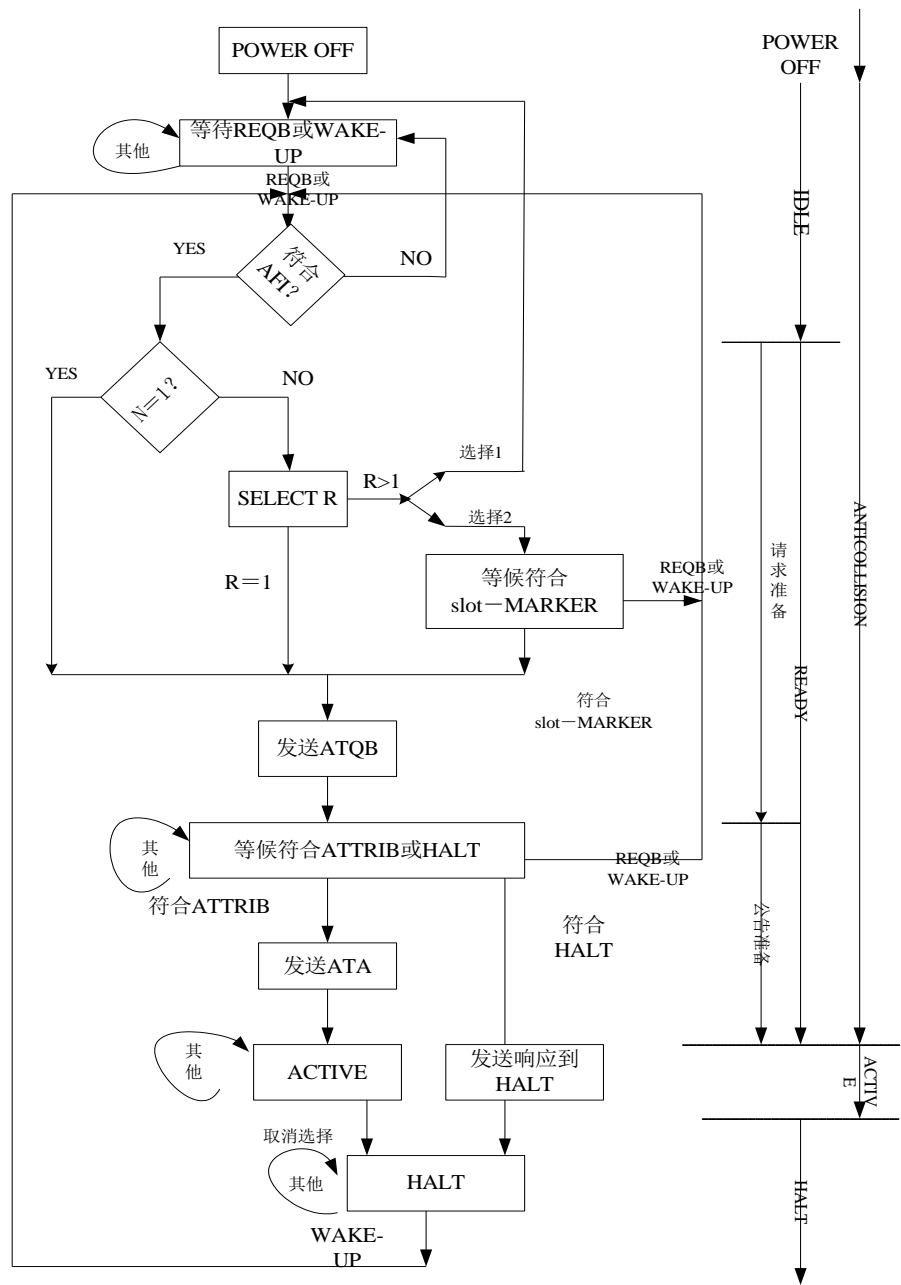 POWER OFF
POWER
OFF
等待REQB或WAKE-
UP
其他
REQB或
WAKE-UP
IDLE
YES
符合
AFI?
NO
YES
N＝1?
NO
选择1
SELECT R
R>1
选择2
R＝1
等候符合
slot－MARKER
REQB或
WAKE-UP
请求准备
ANTICOLLISION
READY
符合
slot－MARKER
发送ATQB
其他
等候符合ATTRIB或HALT
REQB或
WAKE-UP
符合ATTRIB
符合
HALT
公告准备
发送ATA
其他
ACTIVE
发送响应到
HALT
ACTIV
E
取消选择
其他
HALT
HALT
WAKE-
UP